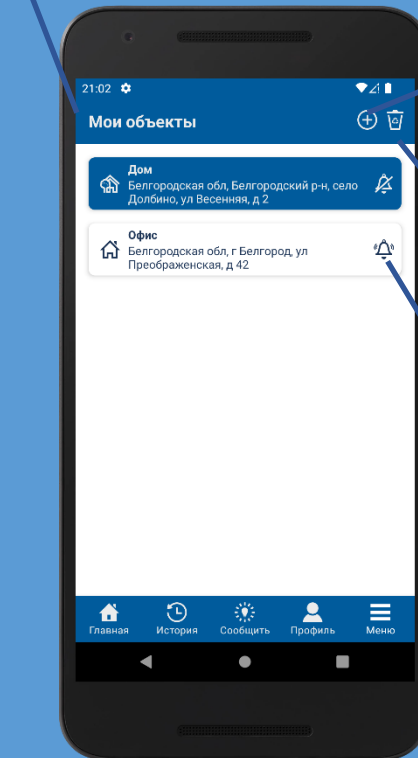 21:02
Мои объекты
Дом
Белгородская обл, Белгородский р-н, село
Долбино, ул Весенняя, д 2
Офис
Белгородская обл, г Белгород, ул
Преображенская, д 42
Главная История Сообщить Профиль Меню